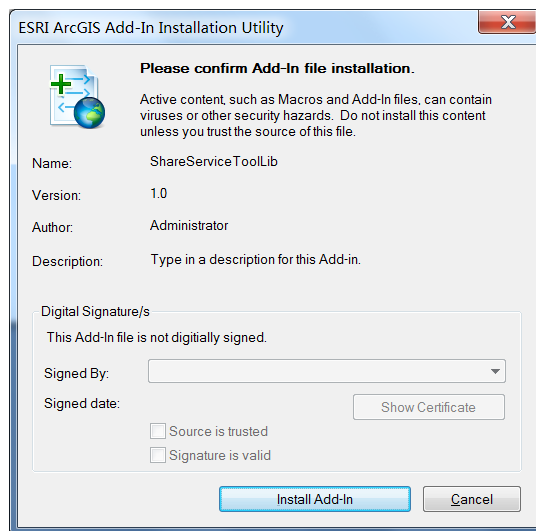 ESRI ArcGIS Add-In Installation Utility
Please confirm Add-In file installation.
Active content, such as Macros and Add-In files, can contain
viruses or other security hazards. Do not install this content
unless you trust the source of this file.
Name: ShareServiceToolLib
Version: 1.0
Author: Administrator
Description: Type in a description for this Add-in.
Digital Signature/s
This Add-In file is not digitially signed.
Signed By:
Signed date: Show Certificate
Source is trusted
Signature is valid
Install Add-In Cancel